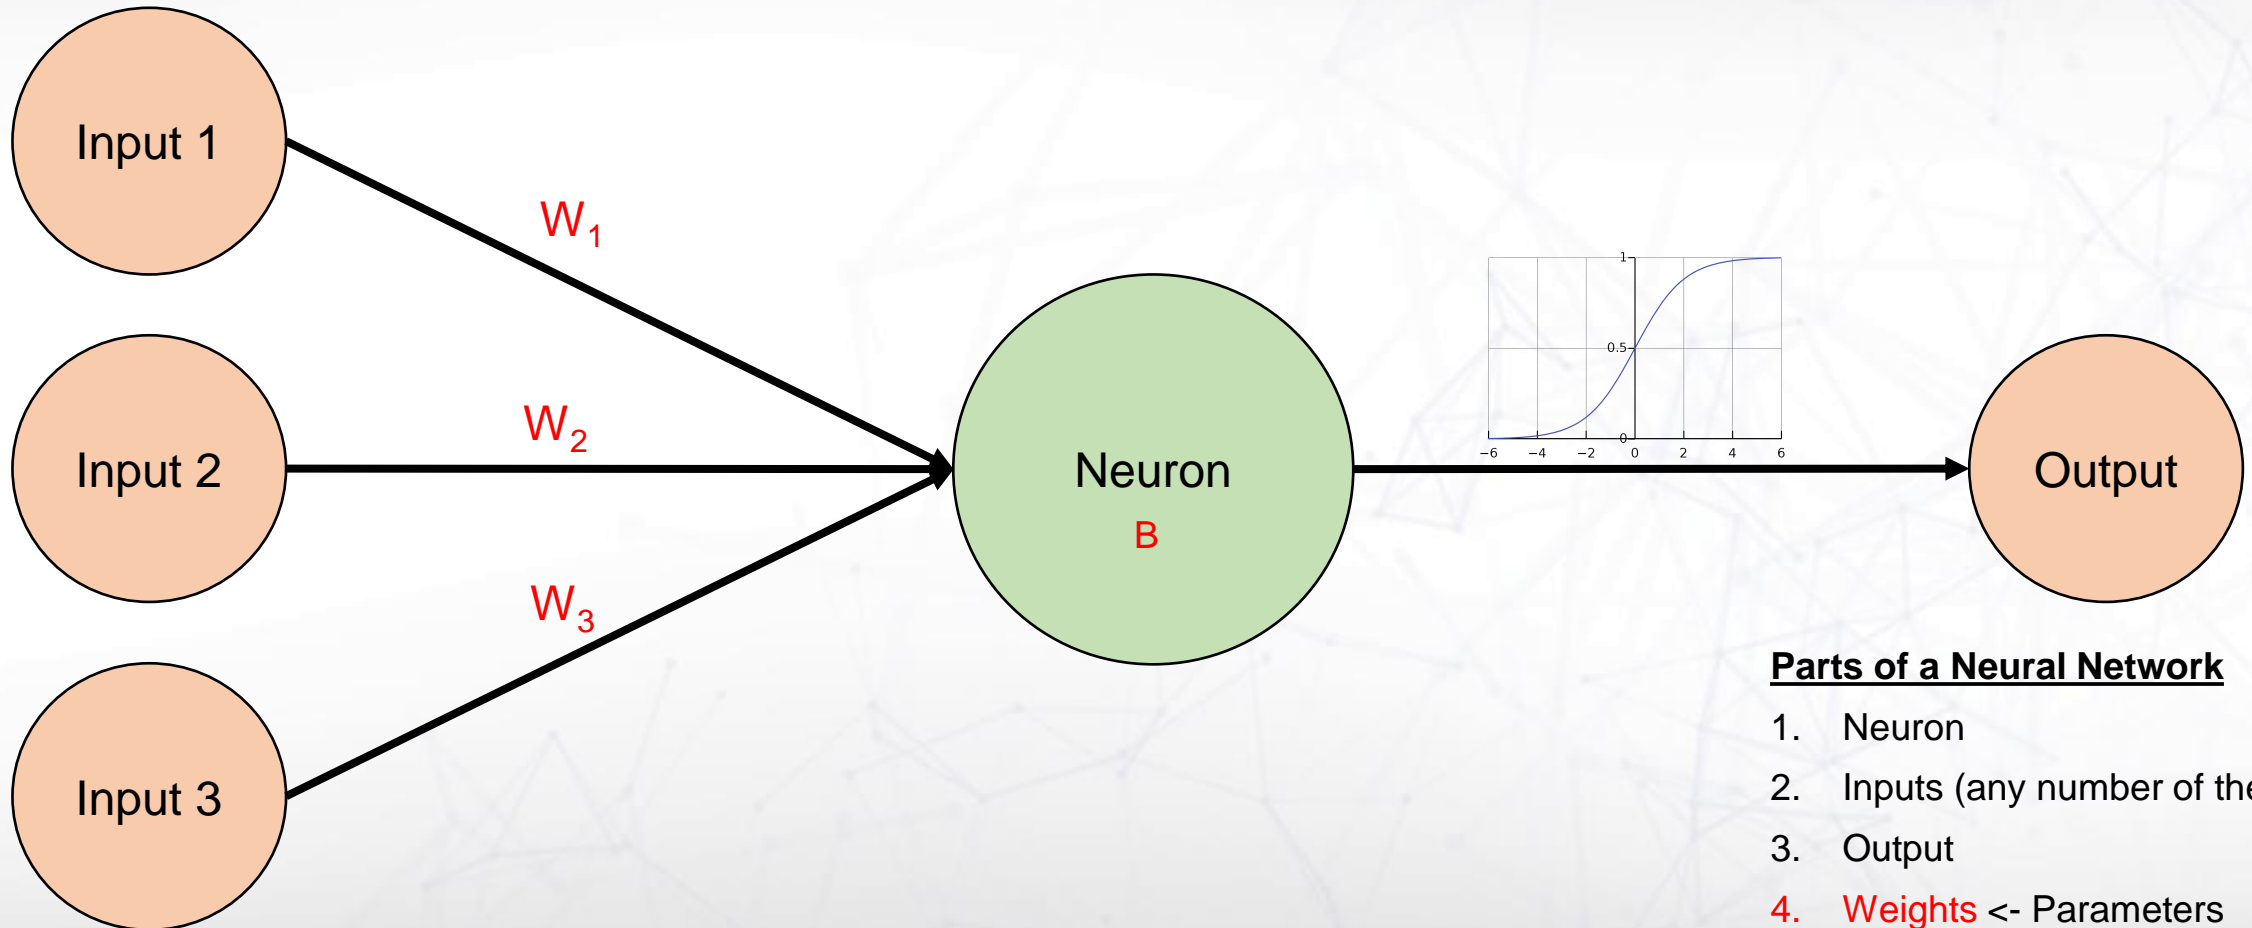 Input 1
W1
Input 2
W2
Input 3
W3
Neuron
B
1
0.5
0
−6 −4 −2 0 2 4 6
Output
Parts of a Neural Network
1. Neuron
2. Inputs (any number of
3. Output
4. Weights <- Parameters